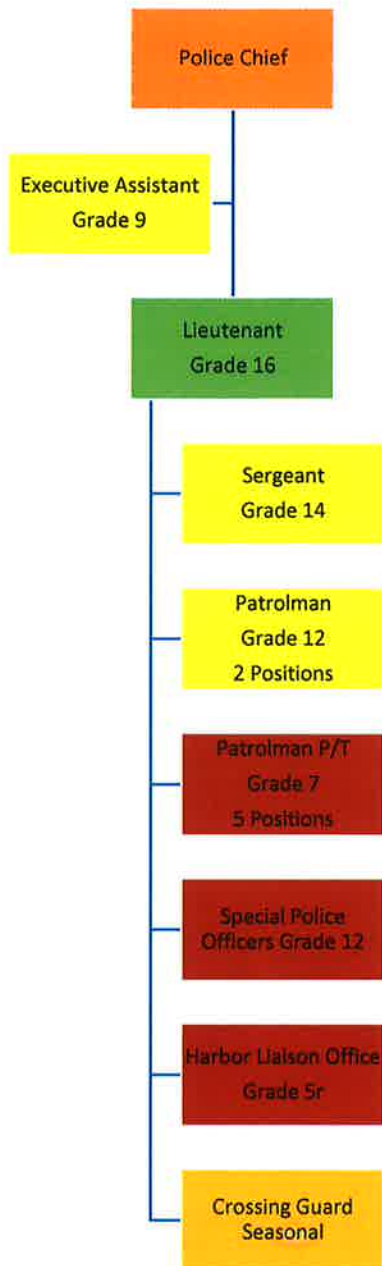 Police Chief
Executive Assistant
Grade 9
Lieutenant
Grade 16
Sergeant
Grade 14
Patrolman
Grade 12
2 Positions
Patrolman P/T
Grade 7
5 Positions
Special Police
Officers Grade 12
Harbor Liaison Office
Grade 5r
Crossing Guard
Seasonal